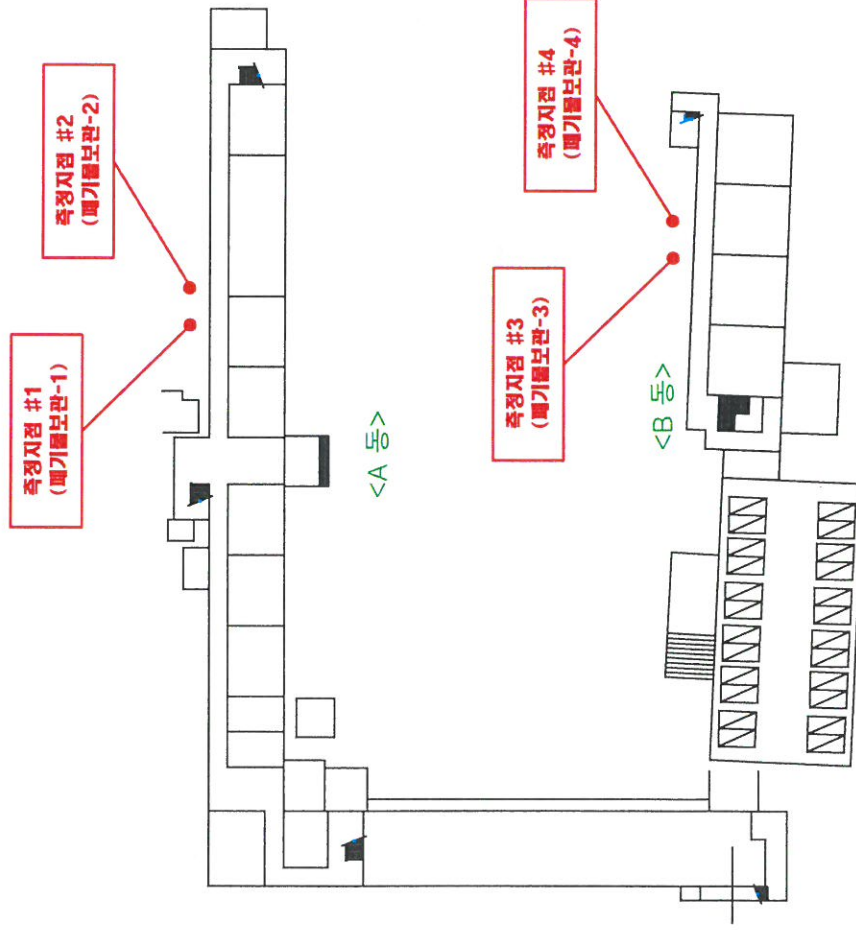 측정지점 #1
(폐기물보관-1)
측정지점 #2
(폐기물보관-2)
측정지점 #3
(폐기물보관-3)
측정지점 #4
(폐기물보관-4)
<A 동>
<B 동>